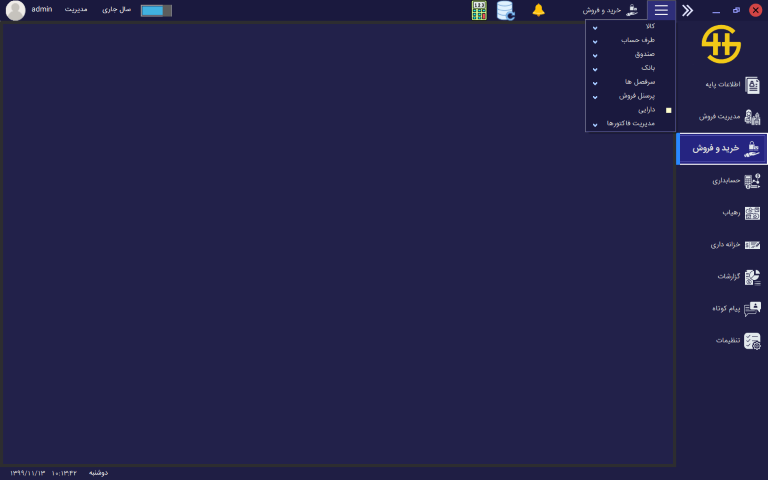 خرید و فروش
سال جاری
مدیریت
admin
کالا
طرف حساب
صندوق
بانک
سرفصل ها
پرسنل فروش
دارایی
مدیریت فاکتورها
اطلاعات پایه
مدیریت فروش
خرید و فروش
حسابداری
رهیاب
خزانه داری
گزارشات
پیام کوتاه
تنظیمات
دوشنبه ۱۰:۱۳:۴۲ ۱۳۹۹/۱۱/۱۳